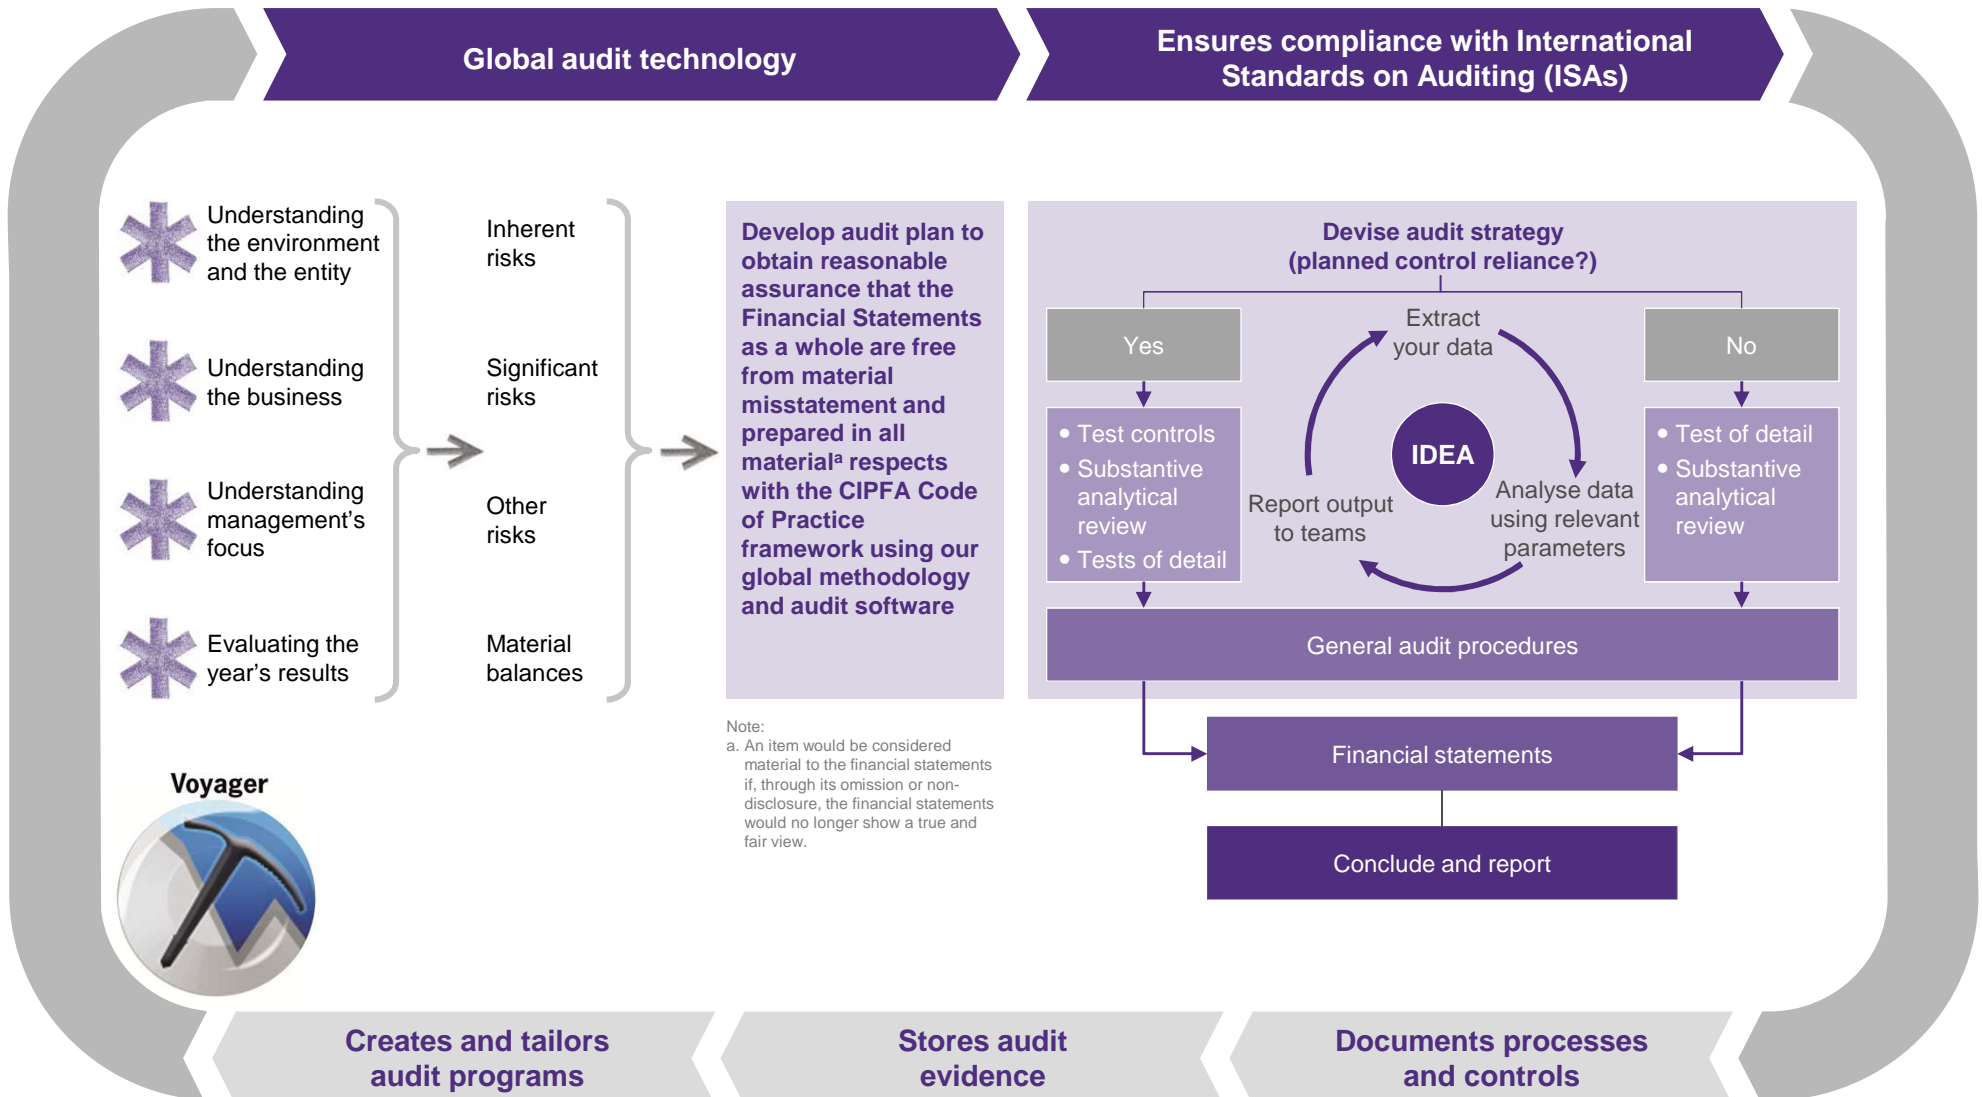 Global audit technology
Ensures compliance with International
Standards on Auditing (ISAs)
Understanding
the environment
and the entity
Understanding
the business
Understanding
management's
focus
Evaluating the
year's results
Inherent
risks
Significant
risks
Other
risks
Material
balances
Develop audit plan to
obtain reasonable
assurance that the
Financial Statements
as a whole are free
from material
misstatement and
prepared in all
materialª respects
with the CIPFA Code
of Practice
framework using our
global methodology
and audit software
Note:
a. An item would be considered
material to the financial statements
if, through its omission or non-
disclosure, the financial statements
would no longer show a true and
fair view.
Devise audit strategy
(planned control reliance?)
Yes
• Test controls
• Substantive
analytical
review
• Tests of detail
Extract
your data
IDEA
Analyse data
using relevant
parameters
Report output
to teams
No
• Test of detail
• Substantive
analytical
review
General audit procedures
Financial statements
Conclude and report
Voyager
Creates and tailors
audit programs
Stores audit
evidence
Documents processes
and controls